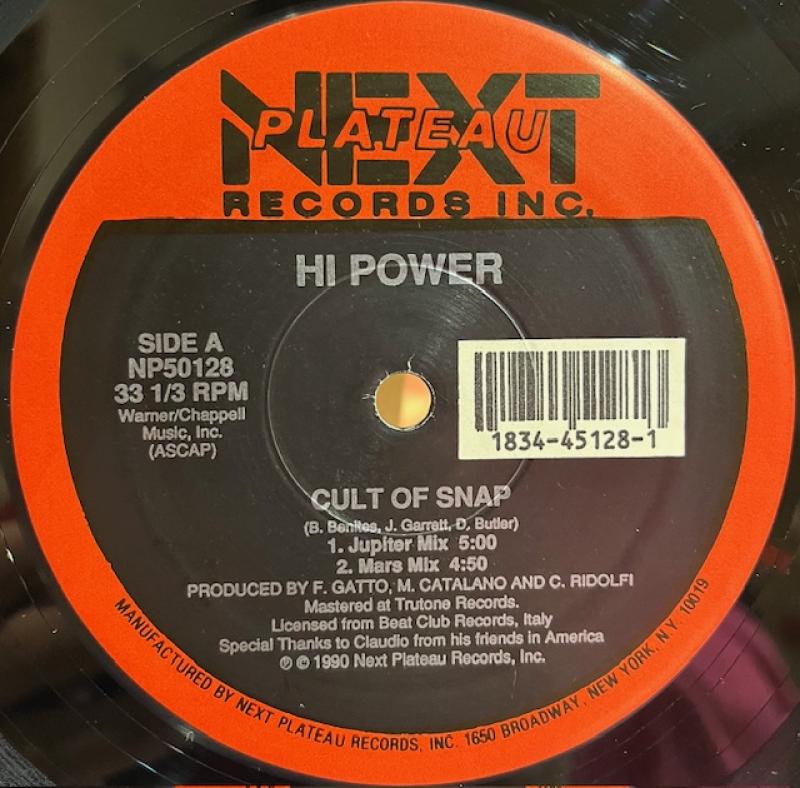 NEXT
PLATEAU
RECORDS INC.
HI POWER
SIDE A
NP50128
33 1/3 RPM
Warner/Chappell
Music, Inc.
(ASCAP)
1834-45128-1
CULT OF SNAP
(B. Benites, J. Garrett, D. Butler)
1. Jupiter Mix 5:00
2. Mars Mix 4:50
PRODUCED BY F. GATTO, M. CATALANO AND C. RIDOLFI
Mastered at Trutone Records.
Licensed from Beat Club Records, Italy
Special Thanks to Claudio from his friends in America
℗ © 1990 Next Plateau Records, Inc.
MANUFACTURED BY NEXT PLATEAU RECORDS, INC. 1650 BROADWAY, NEW YORK, N.Y. 10019